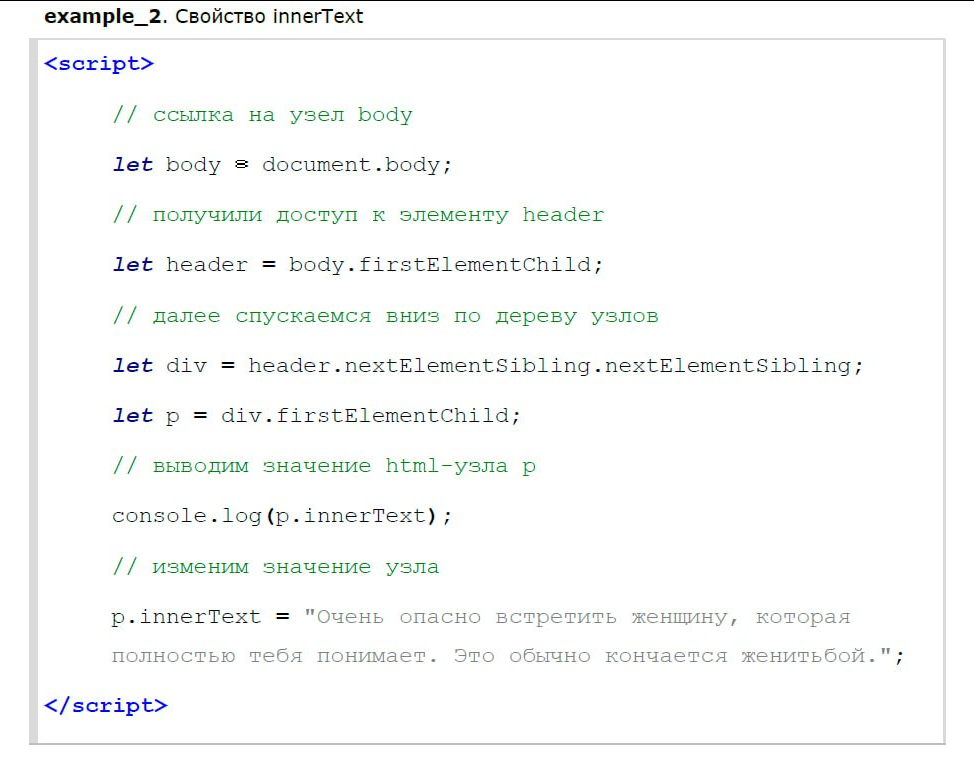 example_2. Свойство innerText
<script>
// ссылка на узел body
let body = document.body;
// получили доступ к элементу header
let header = body.firstElementChild;
// далее спускаемся вниз по дереву узлов
let div = header.nextElementSibling.nextElementSibling;
let p = div.firstElementChild;
// выводим значение html-узла p
console.log(p.innerText);
// изменим значение узла
p.innerText = "Очень опасно встретить женщину, которая
полностью тебя понимает. Это обычно кончается женитьбой.";
</script>